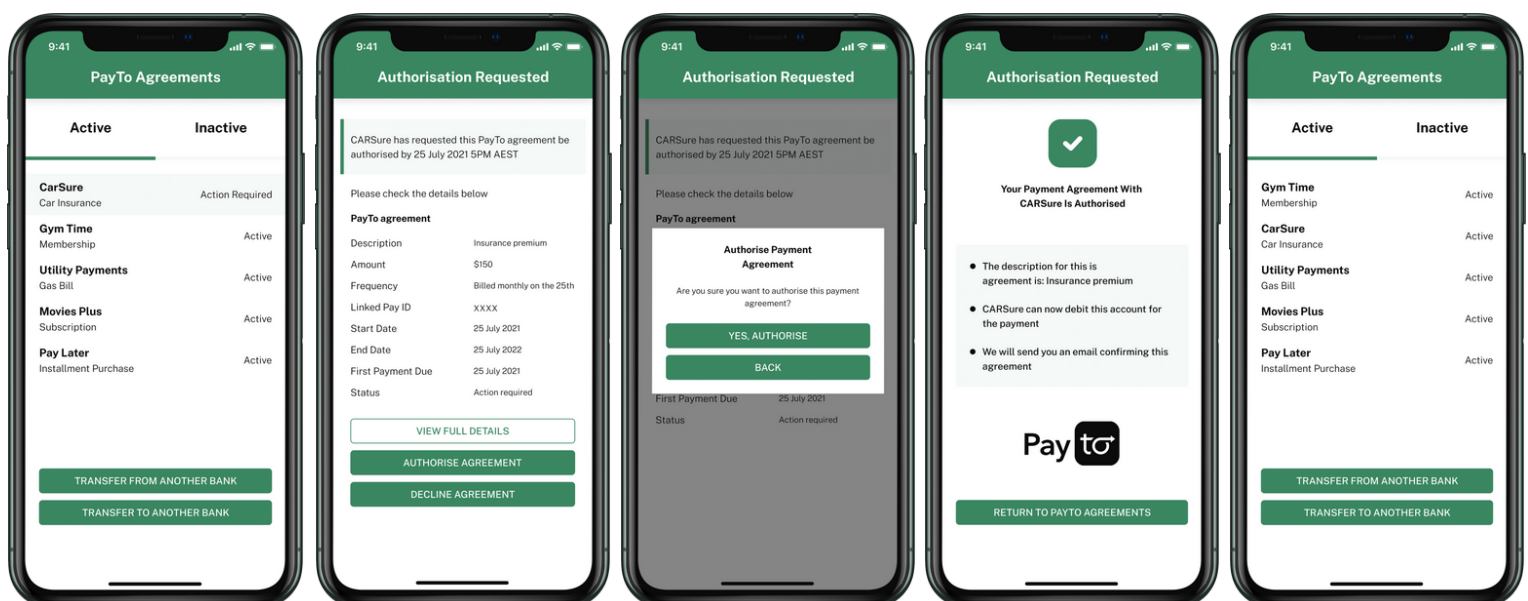 9:41
PayTo Agreements
Active Inactive
CarSure
Car Insurance
Action Required
Gym Time
Membership
Active
Utility Payments
Gas Bill
Active
Movies Plus
Subscription
Active
Pay Later
Installment Purchase
Active
TRANSFER FROM ANOTHER BANK
TRANSFER TO ANOTHER BANK
9:41
Authorisation Requested
CARSure has requested this PayTo agreement be
authorised by 25 July 2021 5PM AEST
Please check the details below
PayTo agreement
Description Insurance premium
Amount $150
Frequency Billed monthly on the 25th
Linked Pay ID XXXX
Start Date 25 July 2021
End Date 25 July 2022
First Payment Due 25 July 2021
Status Action required
VIEW FULL DETAILS
AUTHORISE AGREEMENT
DECLINE AGREEMENT
9:41
Authorisation Requested
CARSure has requested this PayTo agreement be
authorised by 25 July 2021 5PM AEST
Please check the details below
PayTo agreement
Authorise Payment
Agreement
Are you sure you want to authorise this payment
agreement?
YES, AUTHORISE
BACK
First Payment Due 25 July 2021
Status Action required
9:41
Authorisation Requested
Your Payment Agreement With
CARSure Is Authorised
• The description for this is
agreement is: Insurance premium
• CARSure can now debit this account for
the payment
• We will send you an email confirming this
agreement
Pay to
RETURN TO PAYTO AGREEMENTS
9:41
PayTo Agreements
Active Inactive
Gym Time
Membership
Active
CarSure
Car Insurance
Active
Utility Payments
Gas Bill
Active
Movies Plus
Subscription
Active
Pay Later
Installment Purchase
Active
TRANSFER FROM ANOTHER BANK
TRANSFER TO ANOTHER BANK